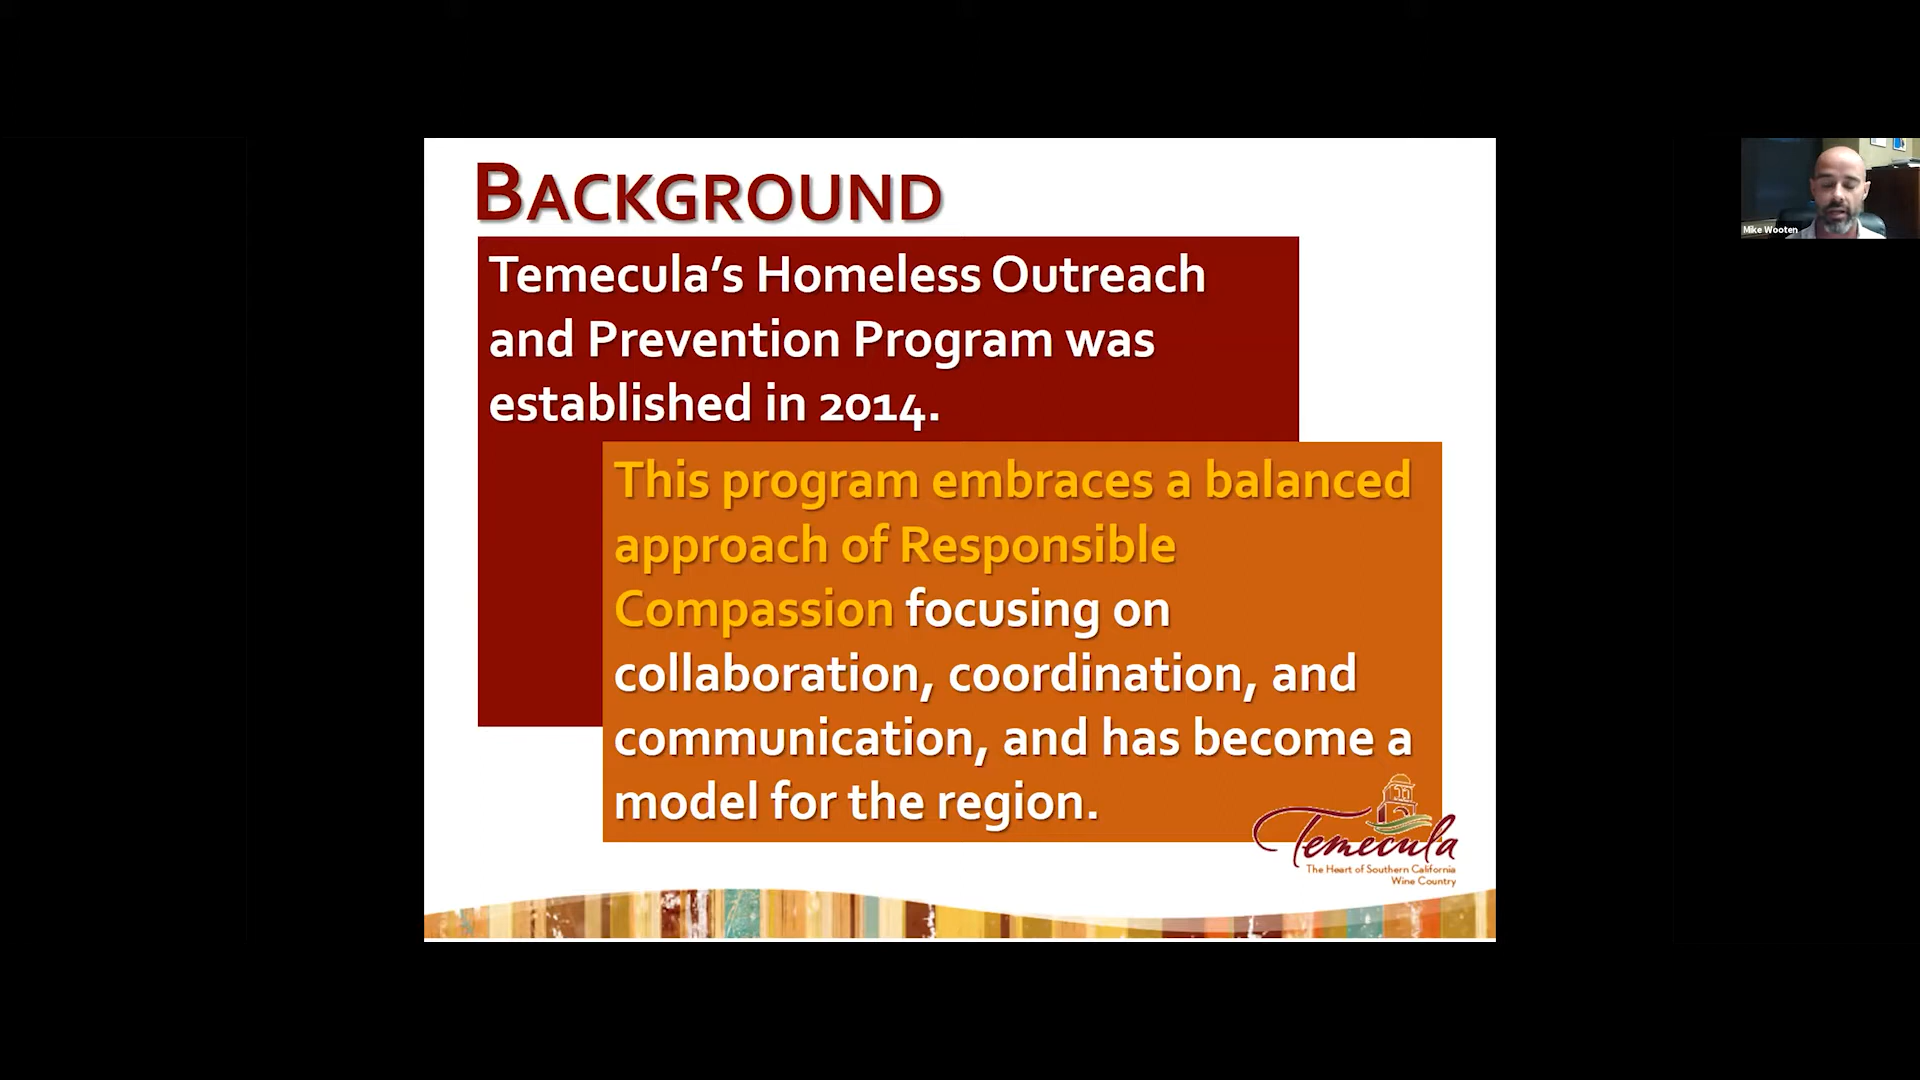 BACKGROUND
Temecula's Homeless Outreach
and Prevention Program was
established in 2014.
This program embraces a balanced
approach of Responsible
Compassion focusing on
collaboration, coordination, and
communication, and has become a
model for the region.
Temecula
The Heart of Southern California
Wine Country
Mike Wooten